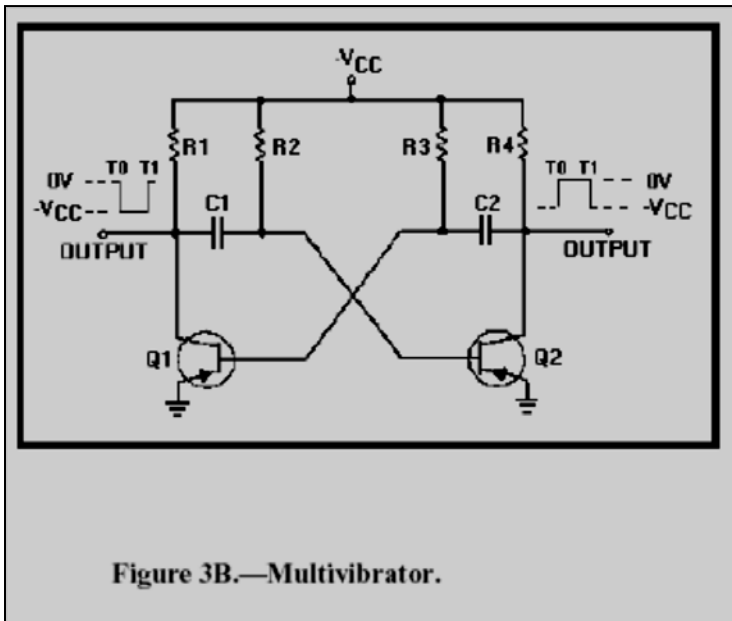 -VCC
R1
R2
R3
R4
T0 T1
0V
-VCC
OUTPUT
C1
C2
T0 T1
0V
-VCC
OUTPUT
Q1
Q2
Figure 3B.—Multivibrator.